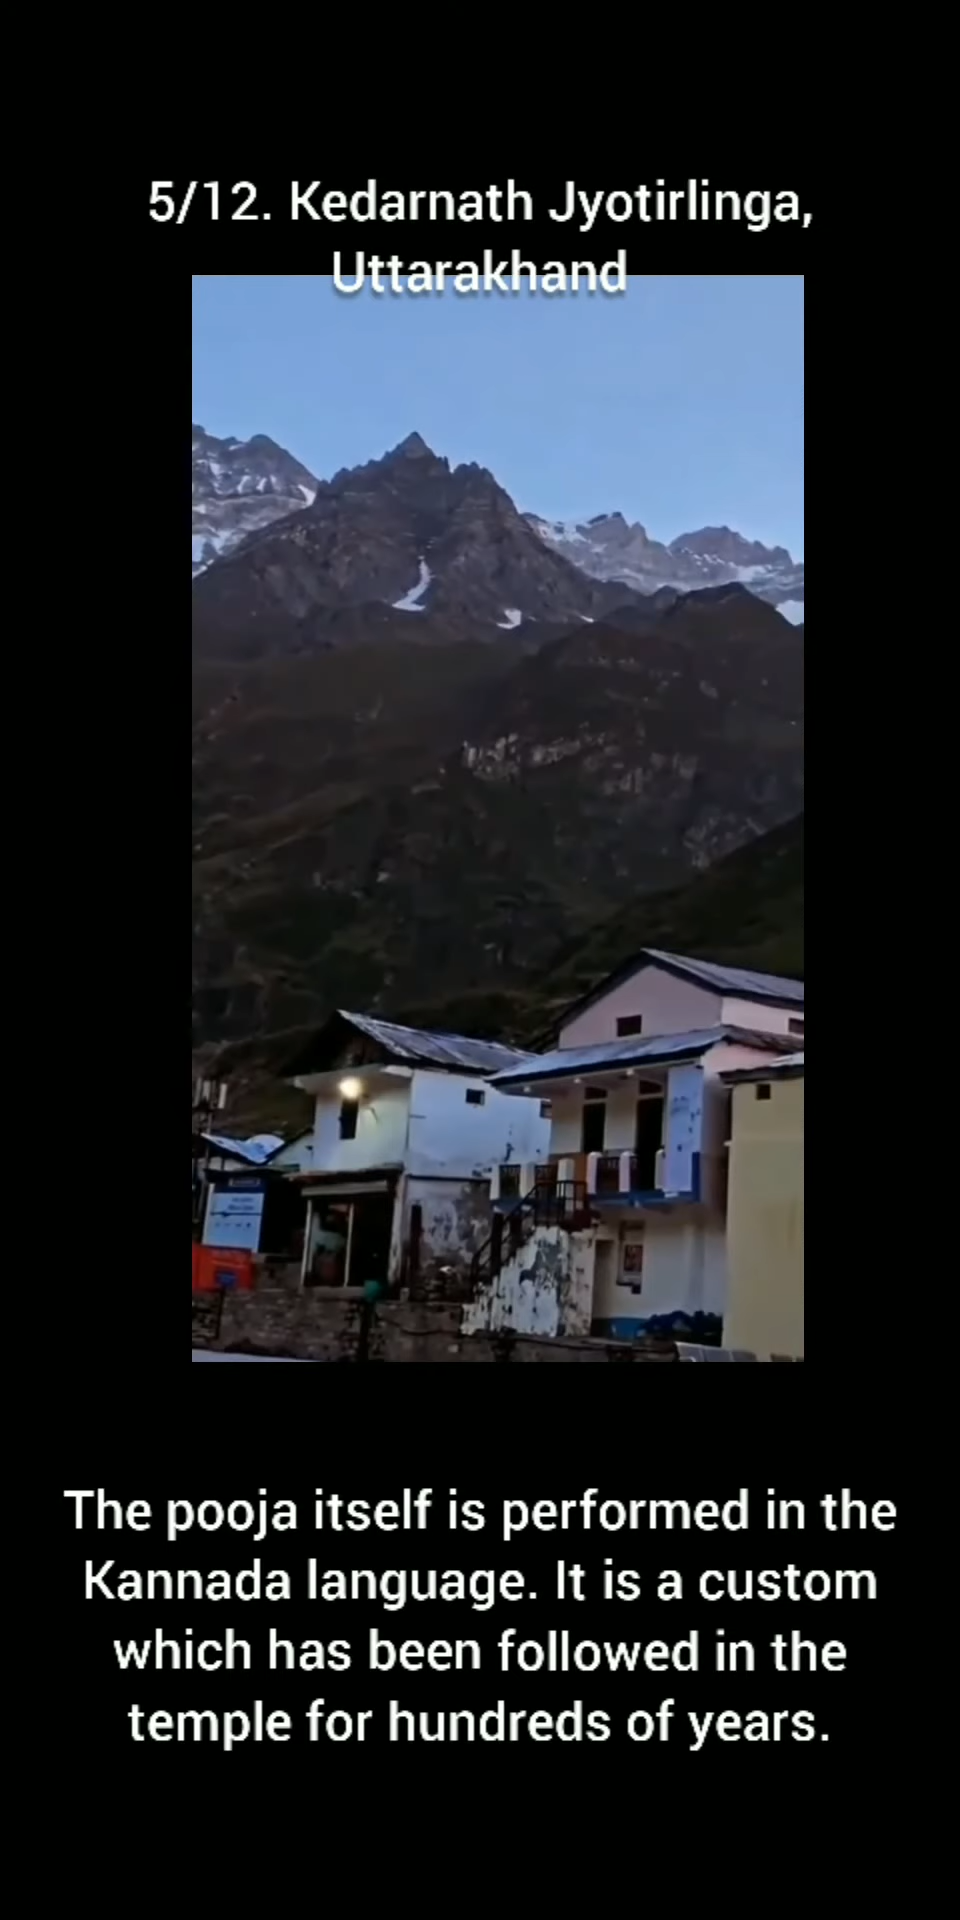 5/12. Kedarnath Jyotirlinga,
Uttarakhand
The pooja itself is performed in the
Kannada language. It is a custom
which has been followed in the
temple for hundreds of years.